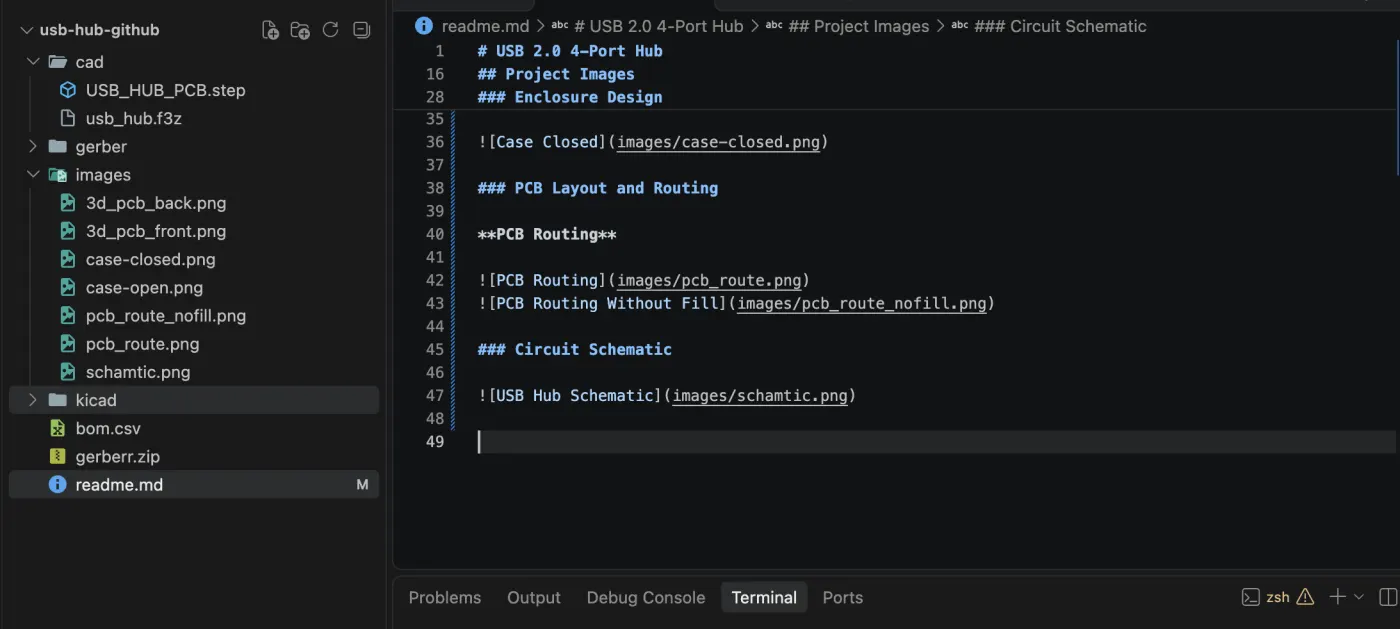 usb-hub-github
cad
USB_HUB_PCB.step
usb_hub.f3z
gerber
images
3d_pcb_back.png
3d_pcb_front.png
case-closed.png
case-open.png
pcb_route_nofill.png
pcb_route.png
schamtic.png
kicad
bom.csv
gerberr.zip
readme.md M
readme.md > abc # USB 2.0 4-Port Hub > abc ## Project Images > abc ### Circuit Schematic
1 # USB 2.0 4-Port Hub
16 ## Project Images
28 ### Enclosure Design
35
36 ![Case Closed](images/case-closed.png)
37
38 ### PCB Layout and Routing
39
40 **PCB Routing**
41
42 ![PCB Routing](images/pcb_route.png)
43 ![PCB Routing Without Fill](images/pcb_route_nofill.png)
44
45 ### Circuit Schematic
46
47 ![USB Hub Schematic](images/schamtic.png)
48
49
Problems Output Debug Console Terminal Ports zsh